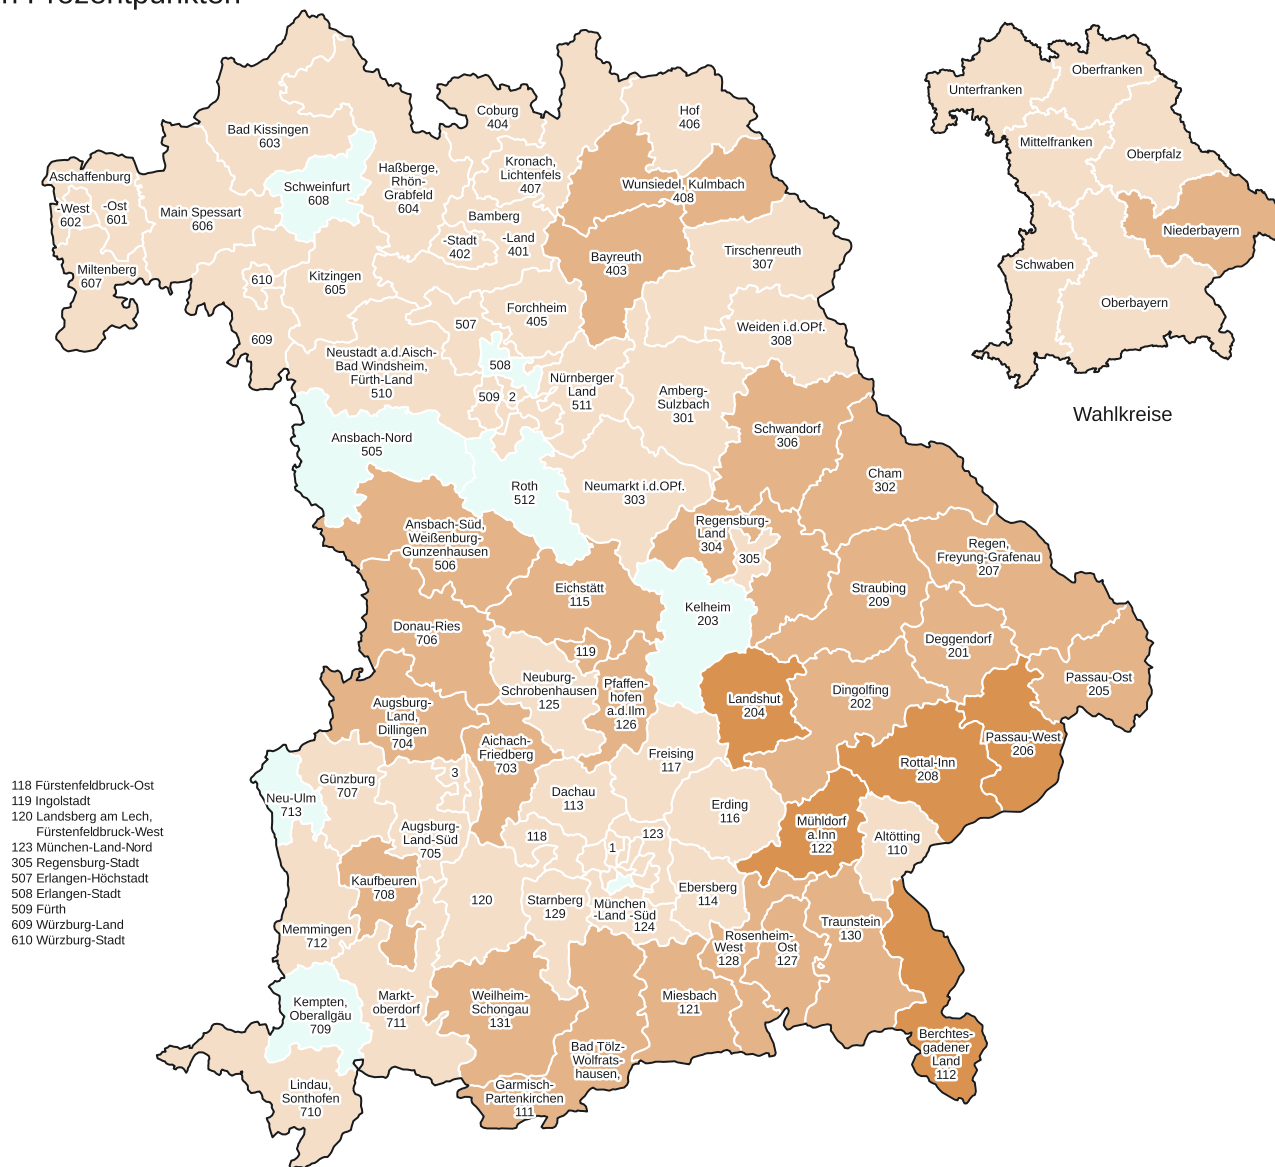 n Prozentpunkten
Coburg
404
Hof
406
Bad Kissingen
603
Kronach,
Lichtenfels
407
Haßberge,
Rhön-
Grabfeld
604
Aschaffenburg
-West
602
-Ost
601
Schweinfurt
608
Wunsiedel, Kulmbach
408
Main Spessart
606
Bamberg
-Stadt
402
-Land
401
Bayreuth
403
Tirschenreuth
307
Miltenberg
607
610
Kitzingen
605
Forchheim
405
507
Weiden i.d.OPf.
308
609
Neustadt a.d.Aisch-
Bad Windsheim,
Fürth-Land
510
508
509
2
Nürnberger
Land
511
Amberg-
Sulzbach
301
Ansbach-Nord
505
Schwandorf
306
Cham
302
Roth
512
Neumarkt i.d.OPf.
303
Ansbach-Süd,
Weißenburg-
Gunzenhausen
506
Regensburg-
Land
304
305
Regen,
Freyung-Grafenau
207
Eichstätt
115
Kelheim
203
Straubing
209
Donau-Ries
706
119
Deggendorf
201
Neuburg-
Schrobenhausen
125
Pfaffen-
hofen
a.d.Ilm
126
Landshut
204
Dingolfing
202
Passau-Ost
205
Augsburg-
Land,
Dillingen
704
Aichach-
Friedberg
703
Freising
117
Passau-West
206
Rottal-Inn
208
Günzburg
707
3
Neu-Ulm
713
Dachau
113
Erding
116
Mühldorf
a.Inn
122
Altötting
110
Augsburg-
Land-Süd
705
118
123
1
Kaufbeuren
708
120
Starnberg
129
München
-Land -Süd
124
Ebersberg
114
Memmingen
712
Rosenheim-
West
128
Ost
127
Traunstein
130
Kempten,
Oberallgäu
709
Markt-
oberdorf
711
Weilheim-
Schongau
131
Miesbach
121
Bad Tölz-
Wolfrats-
hausen,
Garmisch-
Partenkirchen
111
Berchtes-
gadener
Land
112
Lindau,
Sonthofen
710
118 Fürstenfeldbruck-Ost
119 Ingolstadt
120 Landsberg am Lech,
Fürstenfeldbruck-West
123 München-Land-Nord
305 Regensburg-Stadt
507 Erlangen-Höchstadt
508 Erlangen-Stadt
509 Fürth
609 Würzburg-Land
610 Würzburg-Stadt
Oberfranken
Unterfranken
Mittelfranken
Oberpfalz
Niederbayern
Schwaben
Oberbayern
Wahlkreise